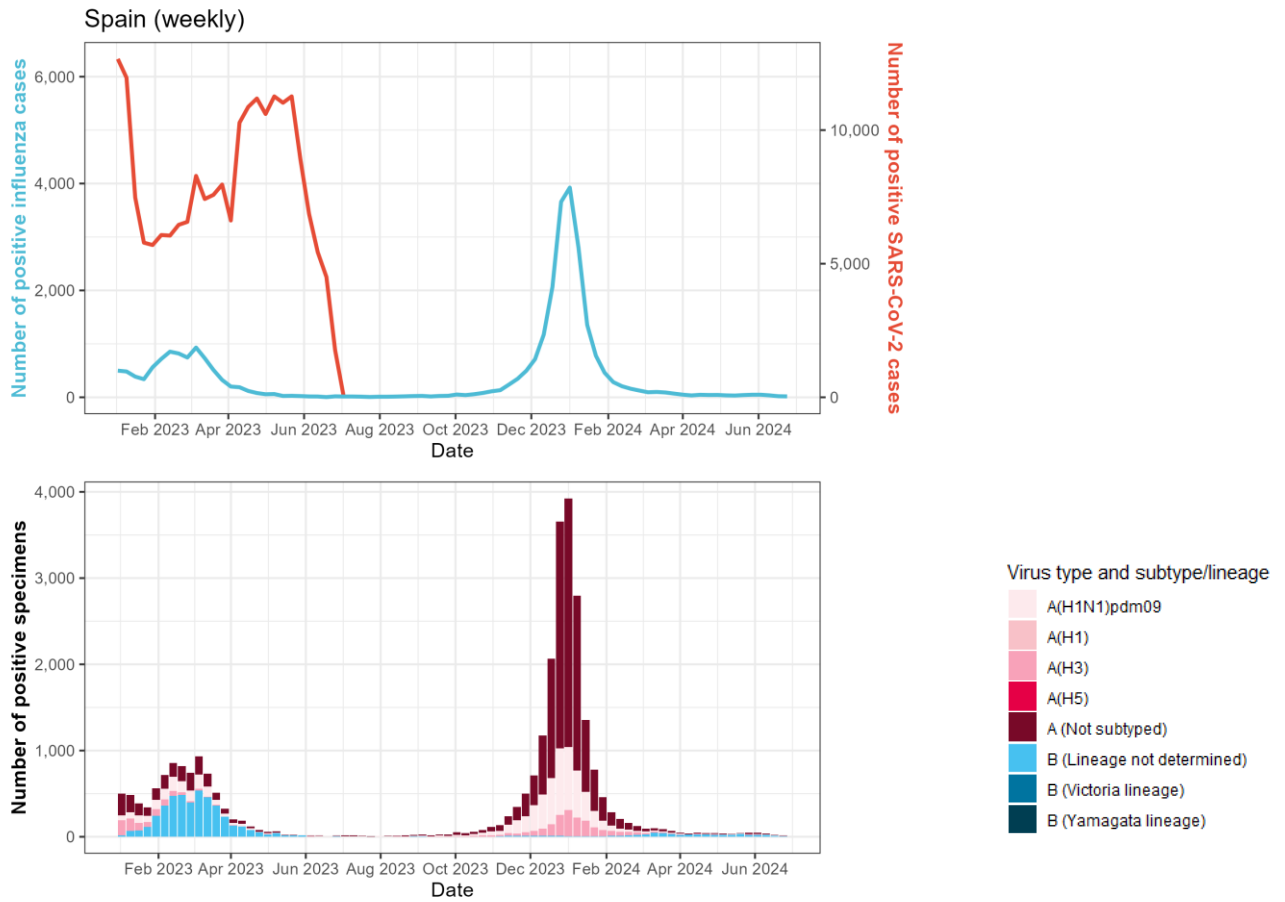 Spain (weekly)
Number of positive influenza cases
6,000
4,000
2,000
0
Number of positive SARS-CoV-2 cases
10,000
5,000
0
Feb 2023 Apr 2023 Jun 2023 Aug 2023 Oct 2023 Dec 2023 Feb 2024 Apr 2024 Jun 2024
Date
Number of positive specimens
4,000
3,000
2,000
1,000
0
Feb 2023 Apr 2023 Jun 2023 Aug 2023 Oct 2023 Dec 2023 Feb 2024 Apr 2024 Jun 2024
Date
Virus type and subtype/lineage
A(H1N1)pdm09
A(H1)
A(H3)
A(H5)
A (Not subtyped)
B (Lineage not determined)
B (Victoria lineage)
B (Yamagata lineage)